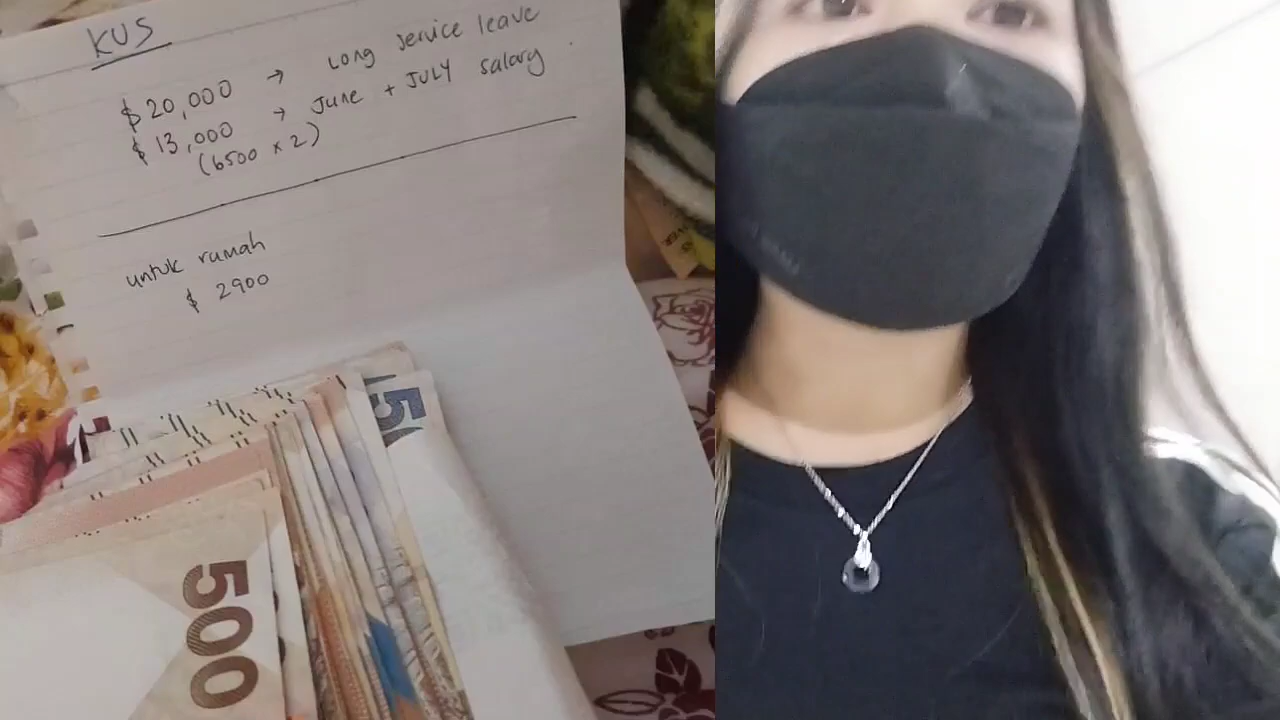 KUS
$20,000 → Long service leave
$13,000 → June + JULY salary
(6500 x 2)
untuk rumah
$ 2900
500